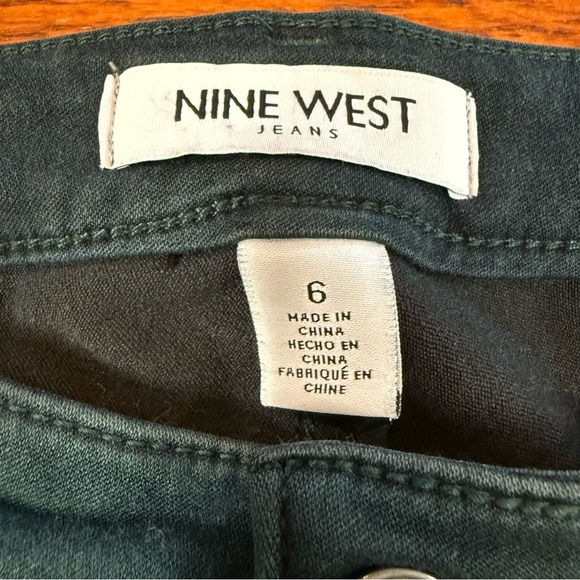 NINE WEST
JEANS
6
MADE IN
CHINA
HECHO EN
CHINA
FABRIQUÉ EN
CHINE